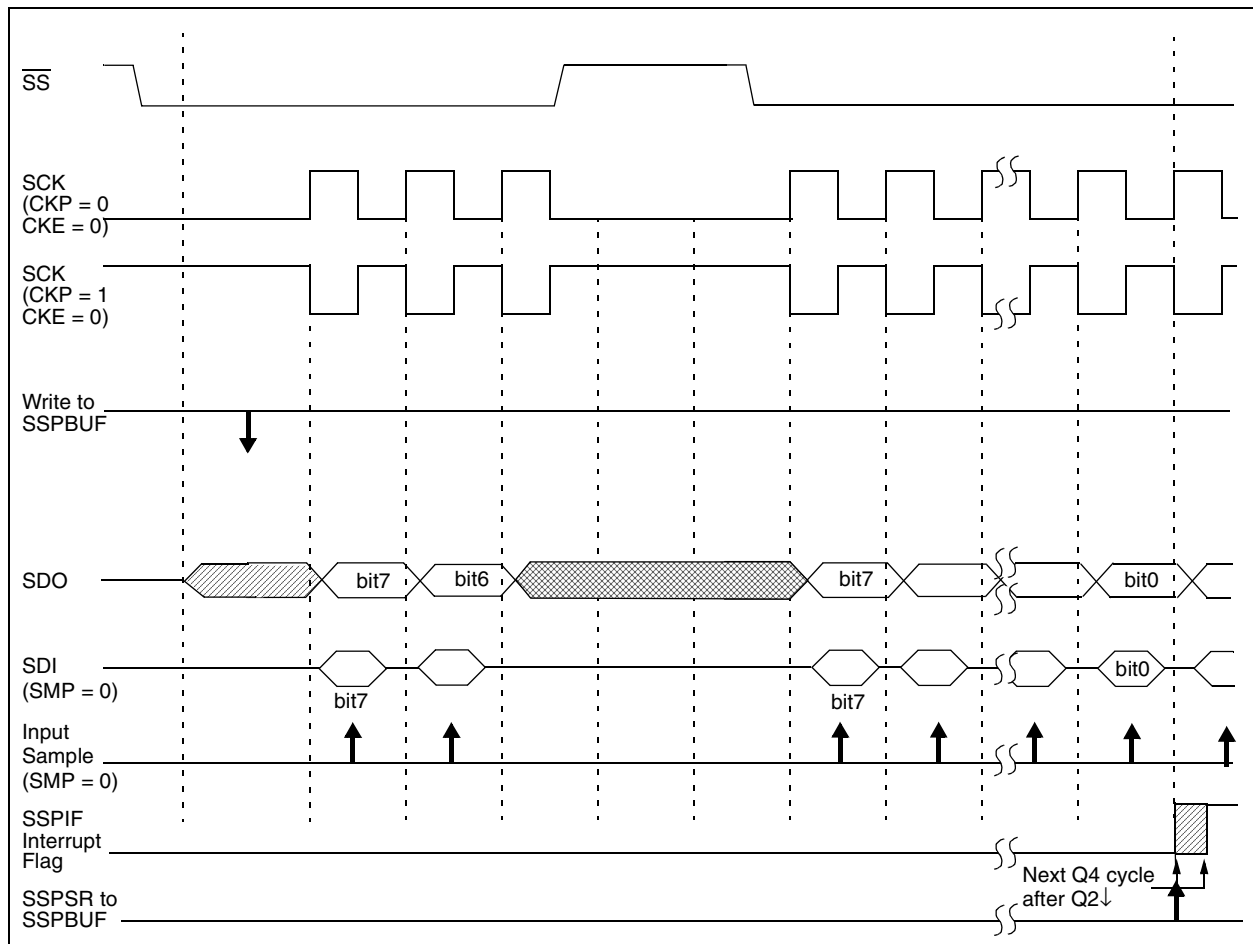 SS
SCK
(CKP = 0
CKE = 0)
SCK
(CKP = 1
CKE = 0)
Write to
SSPBUF
SDO
bit7
bit6
bit7
bit0
SDI
(SMP = 0)
bit7
bit7
bit0
Input
Sample
(SMP = 0)
SSPIF
Interrupt
Flag
Next Q4 cycle
after Q2↓
SSPSR to
SSPBUF